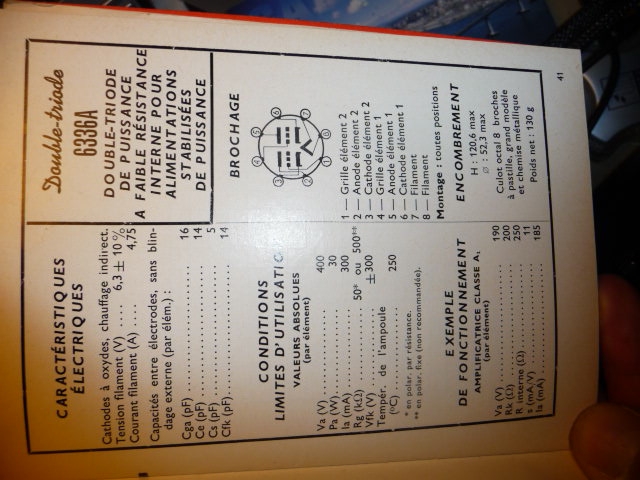 Double-triode
6336A
DOUBLE-TRIODE
DE PUISSANCE
A FAIBLE RÉSISTANCE
INTERNE POUR
ALIMENTATIONS
STABILISÉES
DE PUISSANCE
CARACTÉRISTIQUES
ÉLECTRIQUES
Cathodes à oxydes, chauffage indirect.
Tension filament (V) .... 6,3 ± 10 %
Courant filament (A) .... 4,75
Capacités entre électrodes, sans blin-
dage externe (par élém.) :
Cga (pF) .................... 16
Ce (pF) .................... 14
Cs (pF) .................... 5
Cfk (pF) .................... 14
BROCHAGE
1 — Grille élément 2
2 — Anode élément 2
3 — Cathode élément 2
4 — Grille élément 1
5 — Anode élément 1
6 — Cathode élément 1
7 — Filament
8 — Filament
Montage : toutes positions
ENCOMBREMENT
H : 120,6 max
∅ : 52,3 max
Culot octal 8 broches
à pastille, grand modèle
et chemise métallique
Poids net : 130 g
CONDITIONS
LIMITES D'UTILISATION
VALEURS ABSOLUES
(par élément)
Va (V) .................... 400
Pa (W) .................... 30
Ia (mA) .................... 300
Rg (kΩ) ........ 50* ou 500**
Vfk (V) .................... ±300
Tempér. de l'ampoule
(°C) .................... 250
* en polar. par résistance.
** en polar. fixe (non recommandée).
EXEMPLE
DE FONCTIONNEMENT
AMPLIFICATRICE CLASSE A₁
(par élément)
Va (V) .................... 190
Rk (Ω) .................... 200
R interne (Ω) .................... 250
s (mA/V) .................... 11
Ia (mA) .................... 185
41